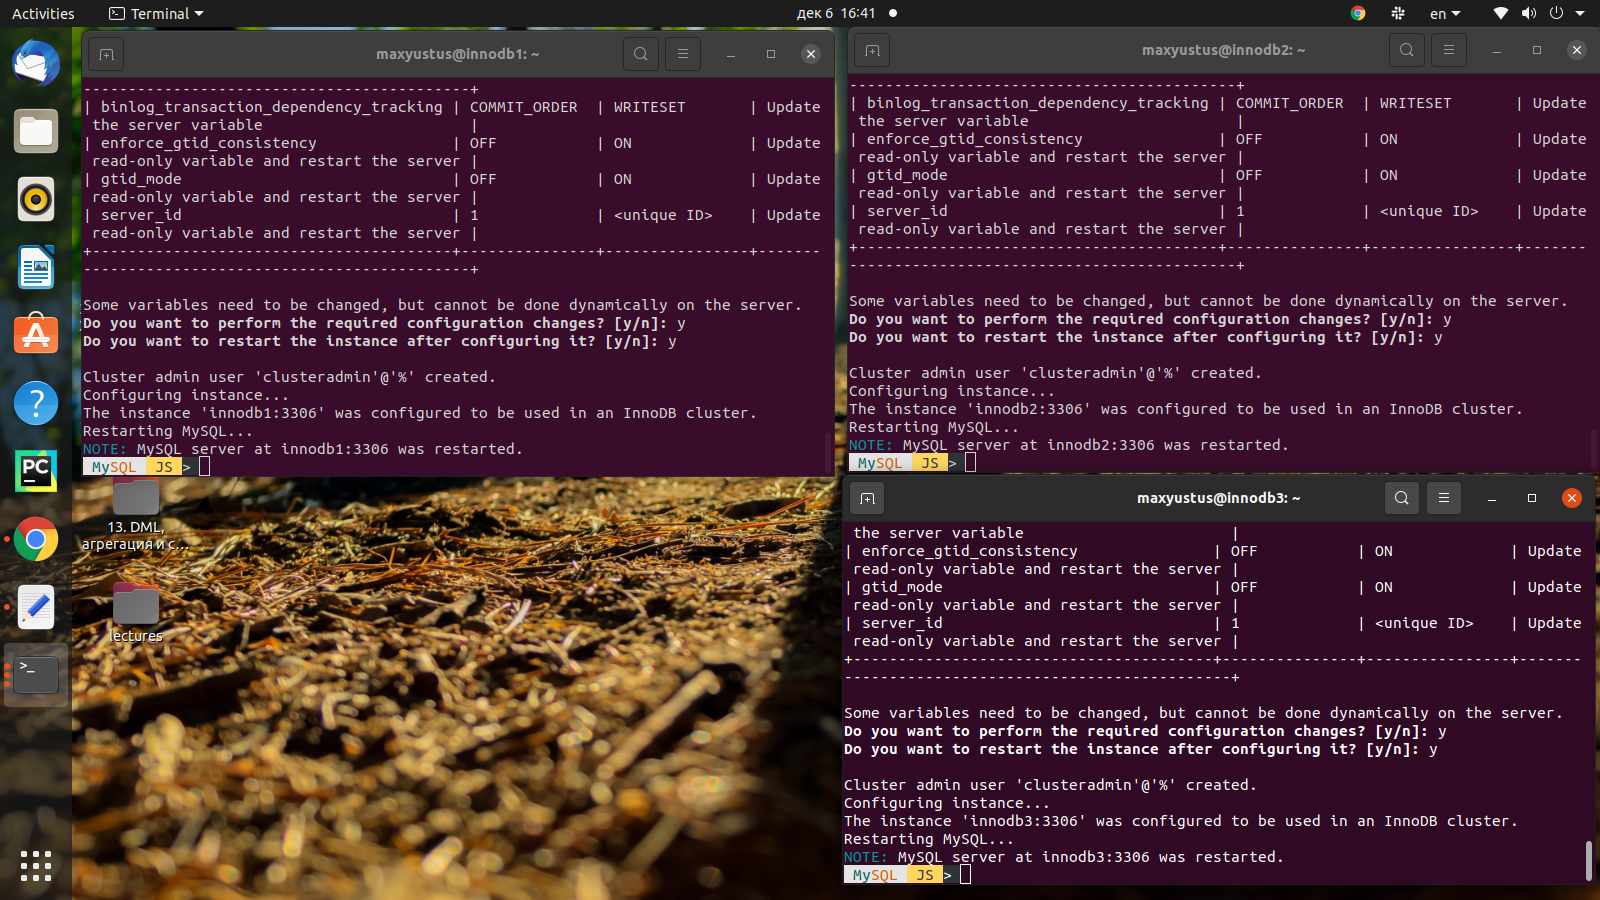 Activities
Terminal
дек 6 16:41
en
maxyustus@innodb1: ~
-------------------------------------------+
| binlog_transaction_dependency_tracking | COMMIT_ORDER  | WRITESET       | Update
 the server variable                       |
| enforce_gtid_consistency               | OFF           | ON             | Update
 read-only variable and restart the server |
| gtid_mode                              | OFF           | ON             | Update
 read-only variable and restart the server |
| server_id                              | 1             | <unique ID>    | Update
 read-only variable and restart the server |
+----------------------------------------+---------------+----------------+-------
-------------------------------------------+
Some variables need to be changed, but cannot be done dynamically on the server.
Do you want to perform the required configuration changes? [y/n]: y
Do you want to restart the instance after configuring it? [y/n]: y
Cluster admin user 'clusteradmin'@'%' created.
Configuring instance...
The instance 'innodb1:3306' was configured to be used in an InnoDB cluster.
Restarting MySQL...
NOTE: MySQL server at innodb1:3306 was restarted.
MySQL JS >
maxyustus@innodb2: ~
-------------------------------------------+
| binlog_transaction_dependency_tracking | COMMIT_ORDER  | WRITESET       | Update
 the server variable                       |
| enforce_gtid_consistency               | OFF           | ON             | Update
 read-only variable and restart the server |
| gtid_mode                              | OFF           | ON             | Update
 read-only variable and restart the server |
| server_id                              | 1             | <unique ID>    | Update
 read-only variable and restart the server |
+----------------------------------------+---------------+----------------+-------
-------------------------------------------+
Some variables need to be changed, but cannot be done dynamically on the server.
Do you want to perform the required configuration changes? [y/n]: y
Do you want to restart the instance after configuring it? [y/n]: y
Cluster admin user 'clusteradmin'@'%' created.
Configuring instance...
The instance 'innodb2:3306' was configured to be used in an InnoDB cluster.
Restarting MySQL...
NOTE: MySQL server at innodb2:3306 was restarted.
MySQL JS >
PC
13. DML,
агрегация и с...
lectures
maxyustus@innodb3: ~
 the server variable                       |
| enforce_gtid_consistency               | OFF           | ON             | Update
 read-only variable and restart the server |
| gtid_mode                              | OFF           | ON             | Update
 read-only variable and restart the server |
| server_id                              | 1             | <unique ID>    | Update
 read-only variable and restart the server |
+----------------------------------------+---------------+----------------+-------
-------------------------------------------+
Some variables need to be changed, but cannot be done dynamically on the server.
Do you want to perform the required configuration changes? [y/n]: y
Do you want to restart the instance after configuring it? [y/n]: y
Cluster admin user 'clusteradmin'@'%' created.
Configuring instance...
The instance 'innodb3:3306' was configured to be used in an InnoDB cluster.
Restarting MySQL...
NOTE: MySQL server at innodb3:3306 was restarted.
MySQL JS >